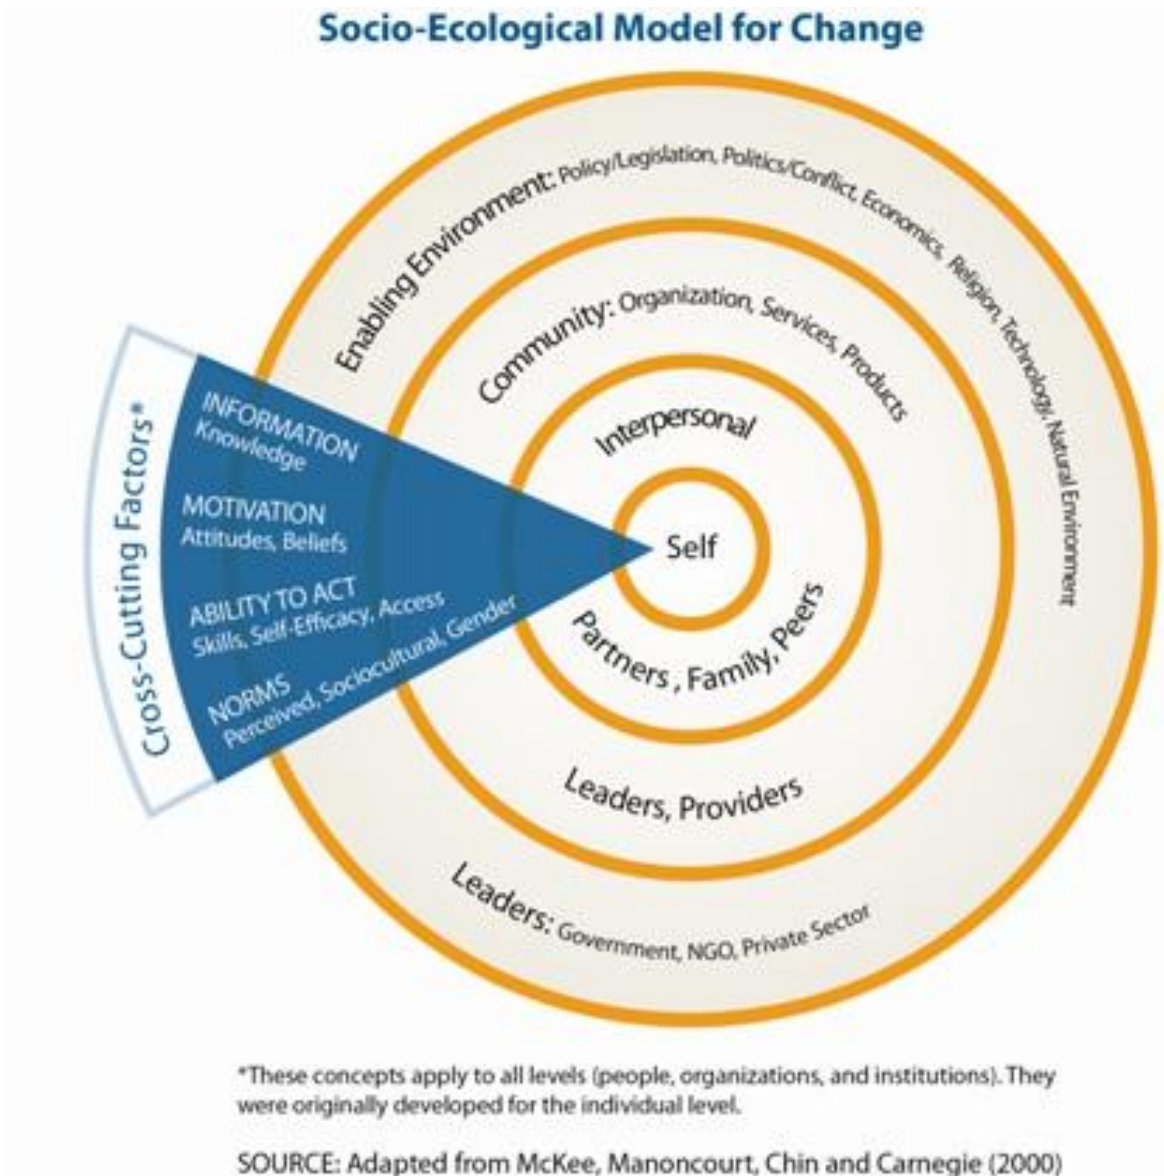 Socio-Ecological Model for Change
Enabling Environment: Policy/Legislation, Politics/Conflict, Economics, Religion, Technology, Natural Environment
Community: Organization, Services, Products
Interpersonal
Self
Partners , Family, Peers
Leaders, Providers
Leaders: Government, NGO, Private Sector
Cross-Cutting Factors*
INFORMATION
Knowledge
MOTIVATION
Attitudes, Beliefs
ABILITY TO ACT
Skills, Self-Efficacy, Access
NORMS
Perceived, Sociocultural, Gender
*These concepts apply to all levels (people, organizations, and institutions). They
were originally developed for the individual level.
SOURCE: Adapted from McKee, Manoncourt, Chin and Carnegie (2000)